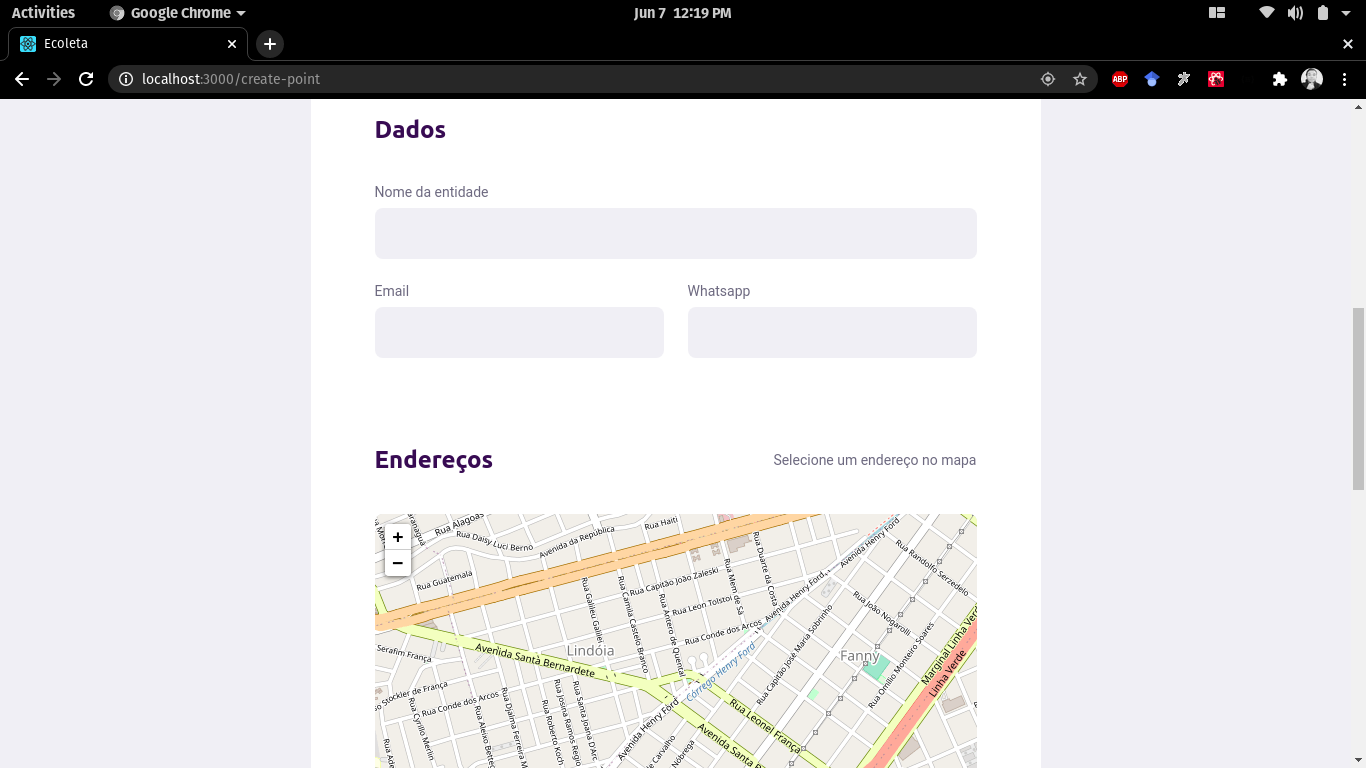 Activities
Google Chrome
Jun 7 12:19 PM
Ecoleta
localhost:3000/create-point
ABP
Dados
Nome da entidade
Email
Whatsapp
Endereços
Selecione um endereço no mapa
+
−
Rua Alagoas
Rua Daisy Luci Berno
Avenida da República
Rua Haiti
Rua Guatemala
Rua Duarte da Costa
Avenida Henry Ford
Rua Randolfo Serzedelo
Rua Capitão João Zaleski
Rua Mem de Sá
Rua Galileu Galilei
Rua Camila Castelo Branco
Rua Antero de Quental
Rua Leon Tolstoi
Avenida Henry Ford
Rua João Nogarolli
Rua Conde dos Arcos
Rua Capitão José Maria Sobrinho
Serafim França
Avenida Santa Bernardete
Lindóia
Fanny
Rua Omílio Monteiro Soares
Marginal Linha Verde
Linha Verde
Córrego Henry Ford
Stockler de França
Rua Conde dos Arcos
Rua Cyrillo Merlin
Rua Aleixo Bette
Rua Djalma Ferreira M
Rua Roberto Koch
Rua Josina Ramos Regio
Rua Santa Joana D'Arc
Avenida Henry Ford
Rua Leonel França
Avenida Santa B
de Carvalho
Nóbrega
Rua Ade